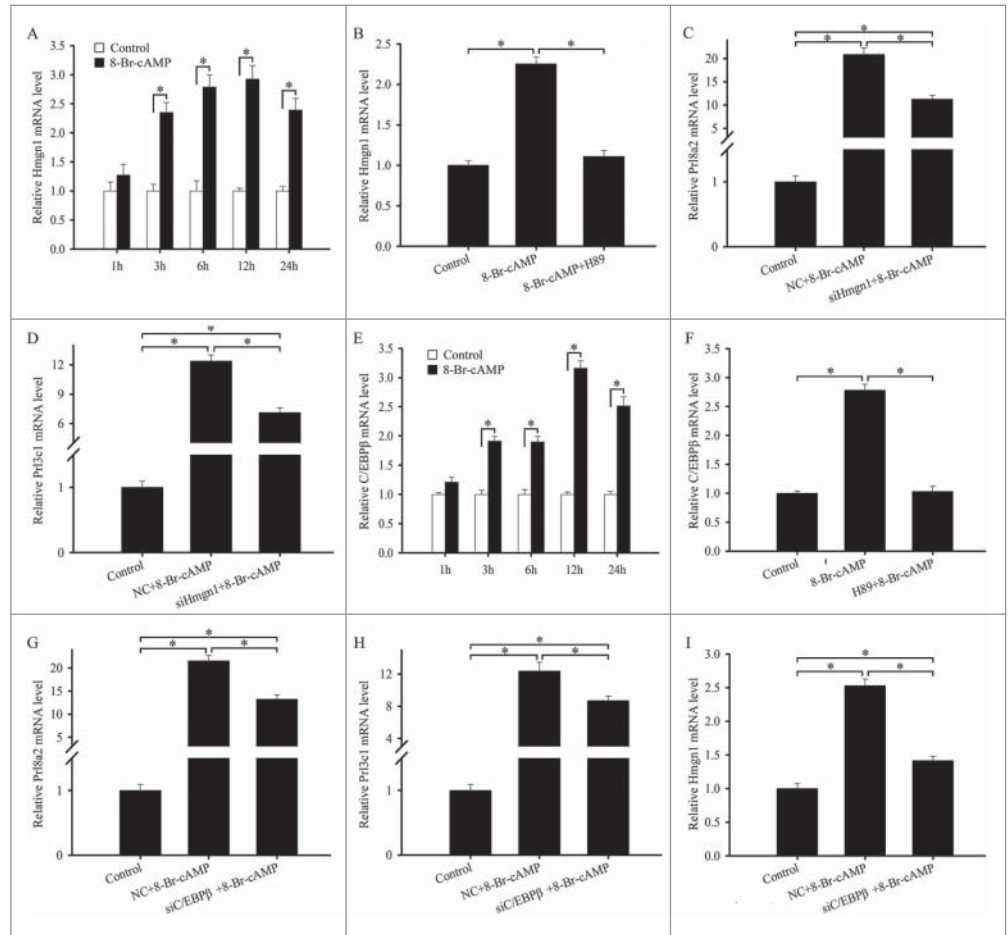 A
Relative Hmgn1 mRNA level
3.5
3.0
2.5
2.0
1.5
1.0
0.5
0.0
Control
8-Br-cAMP
*
*
*
*
1h
3h
6h
12h
24h
B
Relative Hmgn1 mRNA level
2.5
2.0
1.5
1.0
0.5
0.0
*
*
Control
8-Br-cAMP
8-Br-cAMP+H89
C
Relative Prl8a2 mRNA level
20
15
10
5
1
0
*
*
*
Control
NC+8-Br-cAMP
siHmgn1+8-Br-cAMP
D
Relative Prl3c1 mRNA level
12
9
6
1
0
*
*
*
Control
NC+8-Br-cAMP
siHmgn1+8-Br-cAMP
E
Relative C/EBPβ mRNA level
3.5
3.0
2.5
2.0
1.5
1.0
0.5
0.0
Control
8-Br-cAMP
*
*
*
*
1h
3h
6h
12h
24h
F
Relative C/EBPβ mRNA level
3.5
3.0
2.5
2.0
1.5
1.0
0.5
0.0
*
*
Control
8-Br-cAMP
H89+8-Br-cAMP
G
Relative Prl8a2 mRNA level
20
15
10
5
1
0
*
*
*
Control
NC+8-Br-cAMP
siC/EBPβ +8-Br-cAMP
H
Relative Prl3c1 mRNA level
12
8
4
1
0
*
*
*
Control
NC+8-Br-cAMP
siC/EBPβ +8-Br-cAMP
I
Relative Hmgn1 mRNA level
3.0
2.5
2.0
1.5
1.0
0.5
0.0
*
*
*
Control
NC+8-Br-cAMP
siC/EBPβ +8-Br-cAMP